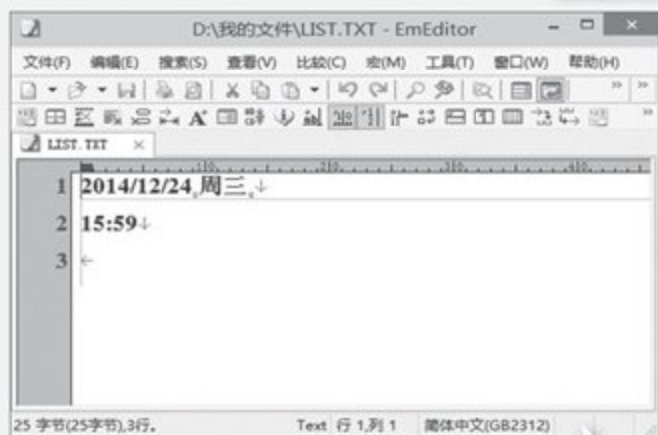 D:\我的文件\LIST.TXT - EmEditor
文件(F) 编辑(E) 搜索(S) 查看(V) 比较(C) 宏(M) 工具(T) 窗口(W) 帮助(H)
LIST.TXT ×
1 2014/12/24 周三
2 15:59
3
25 字节(25字节),3行。 Text 行 1,列 1 简体中文(GB2312)